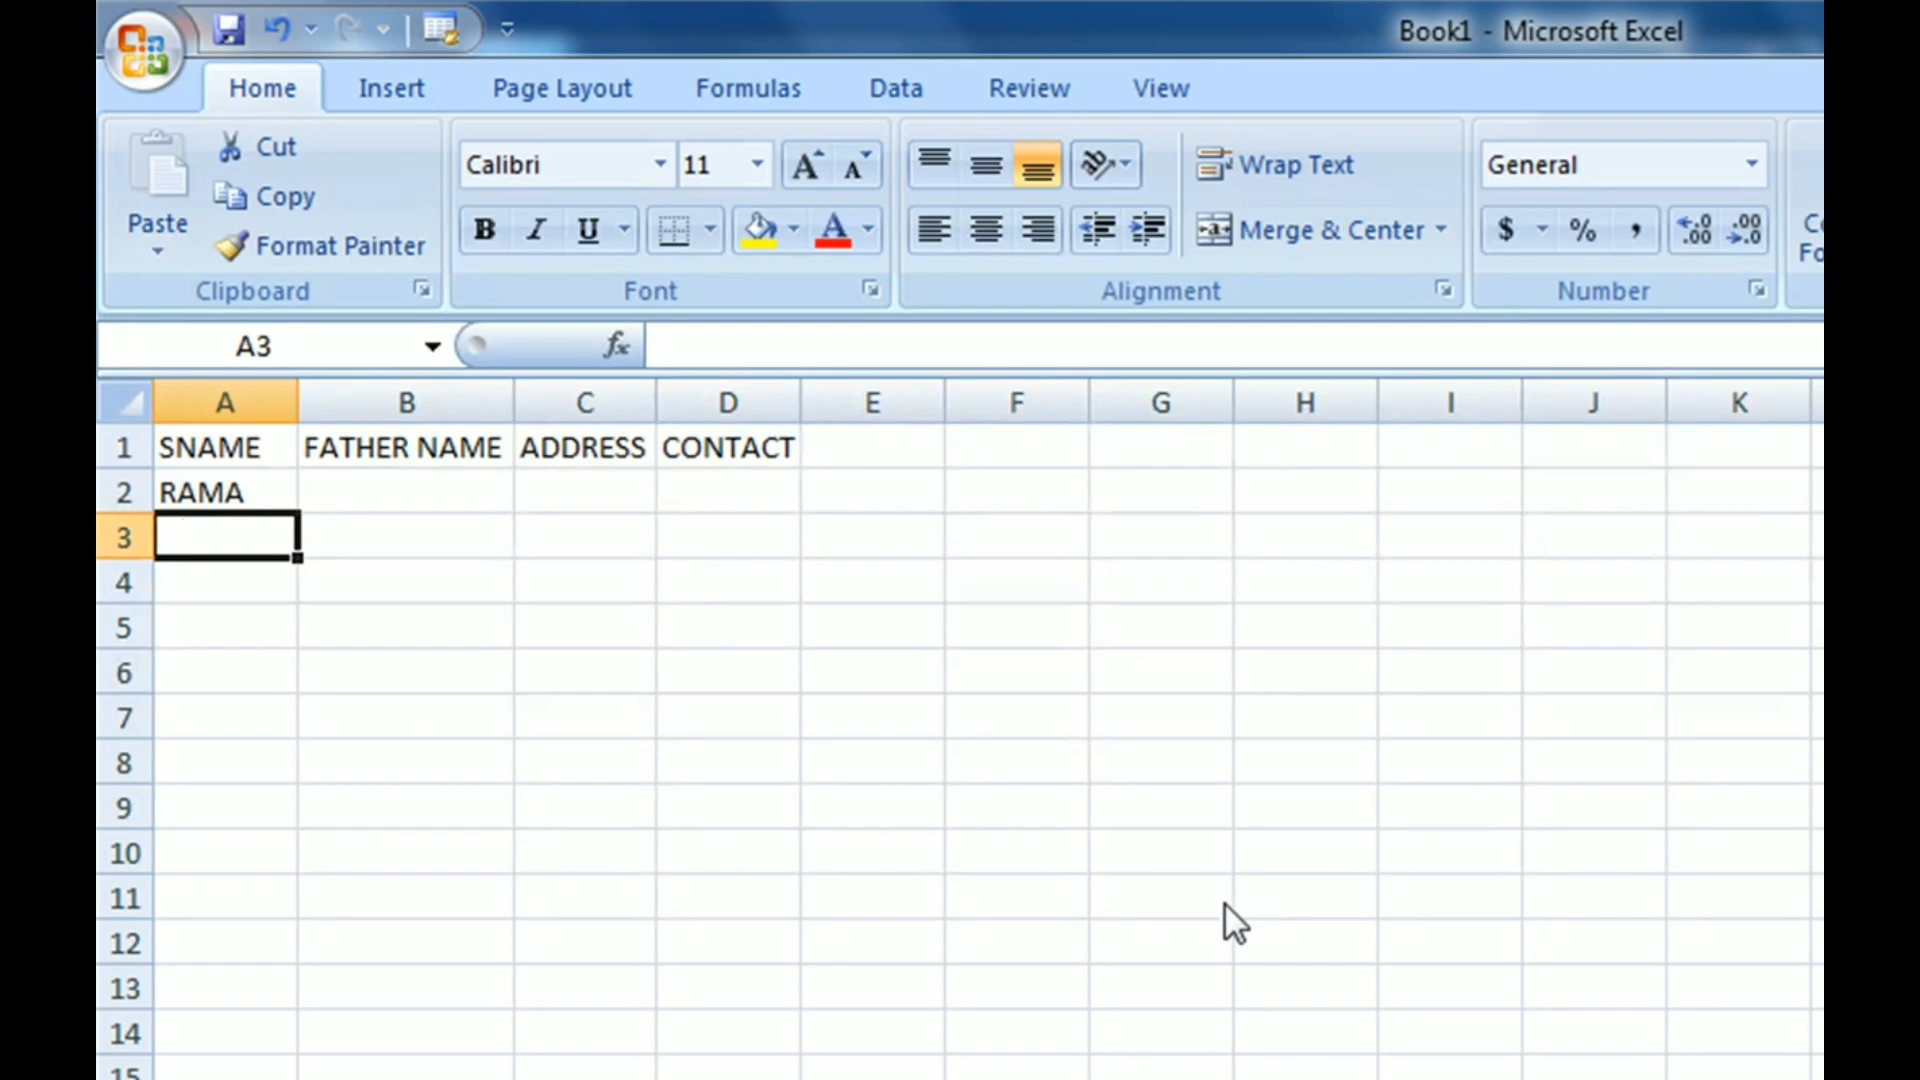 Book1 - Microsoft Excel
Home Insert Page Layout Formulas Data Review View
Paste
Cut
Copy
Format Painter
Clipboard
Calibri 11
B I U
Font
Wrap Text
Merge & Center
Alignment
General
$ % ,
Number
A3 fx
A B C D E F G H I J K
1 SNAME FATHER NAME ADDRESS CONTACT
2 RAMA
3
4
5
6
7
8
9
10
11
12
13
14
15